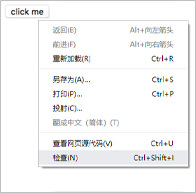 click me
返回(B) Alt+向左箭头
前进(F) Alt+向右箭头
重新加载(R) Ctrl+R
另存为(A)... Ctrl+S
打印(P)... Ctrl+P
投射(C)...
翻成中文（简体）(T)
查看网页源代码(V) Ctrl+U
检查(N) Ctrl+Shift+I